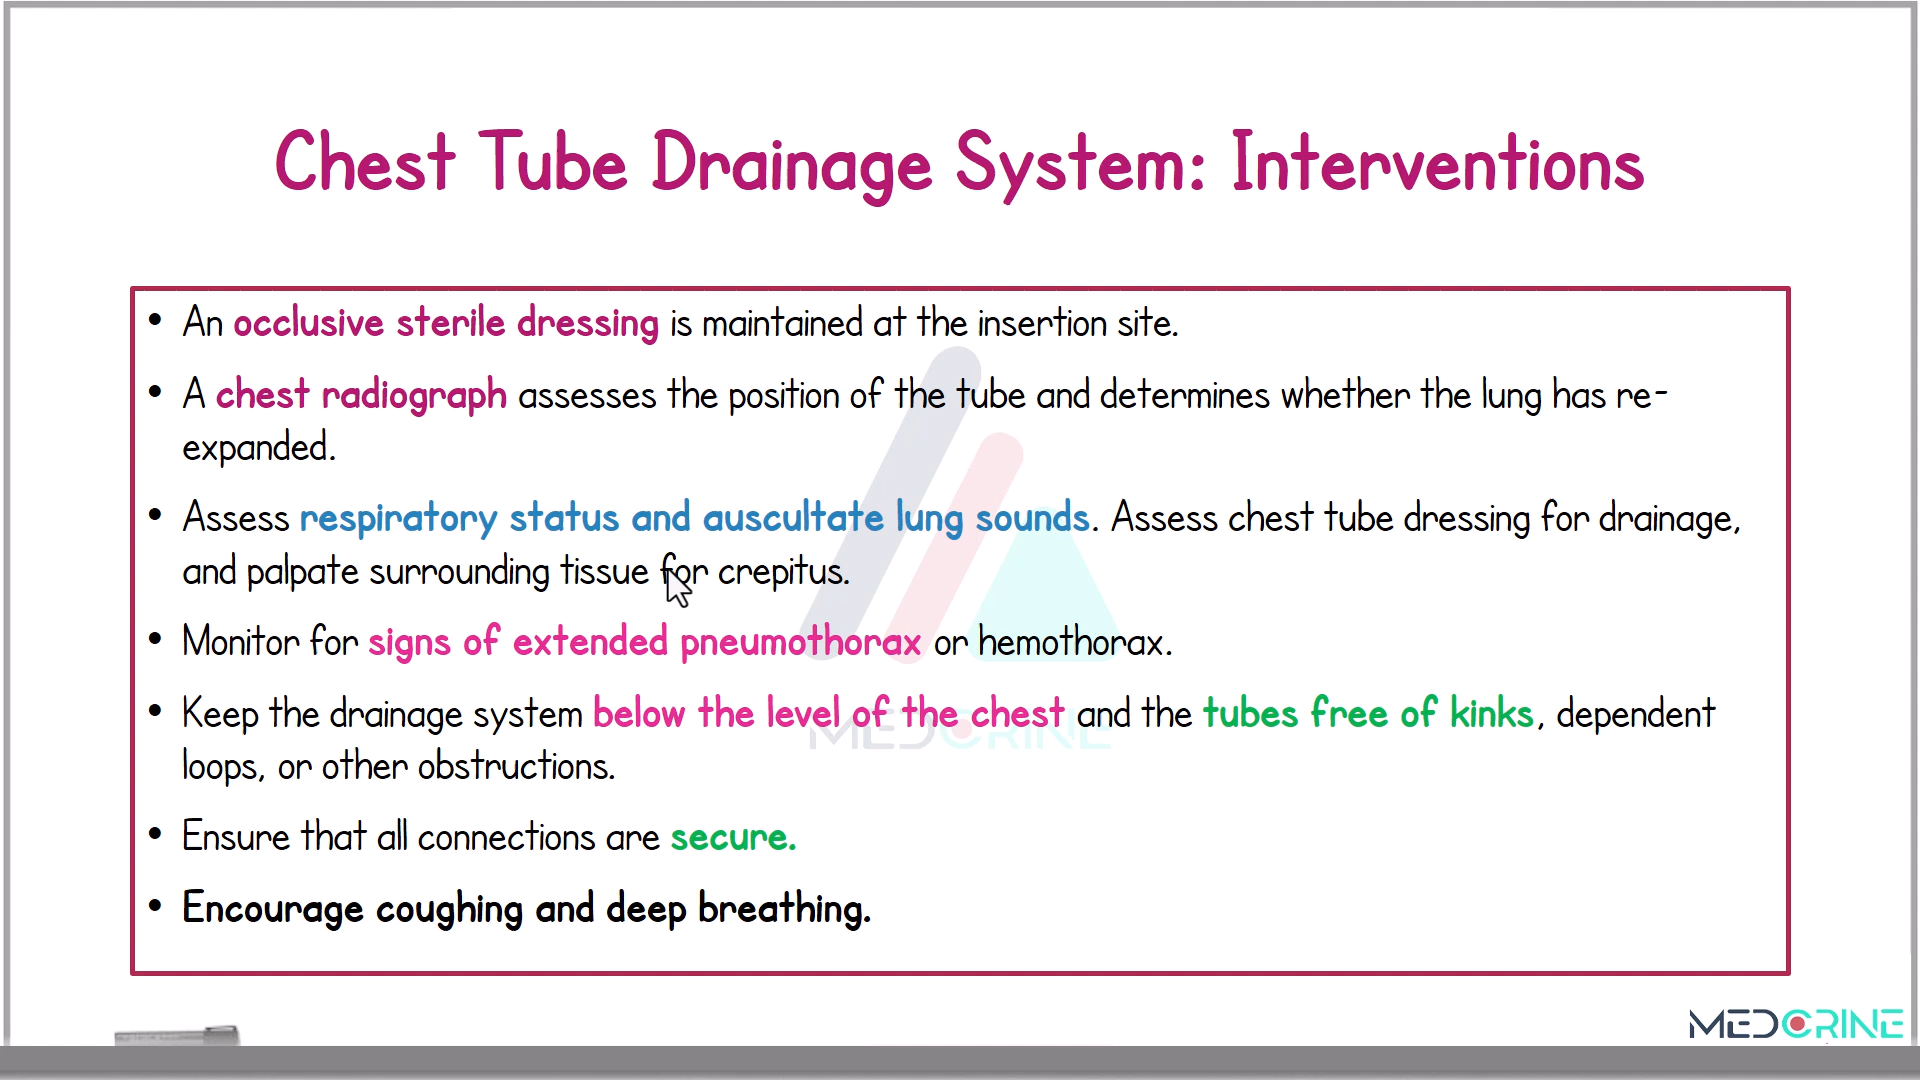 Chest Tube Drainage System: Interventions
• An occlusive sterile dressing is maintained at the insertion site.
• A chest radiograph assesses the position of the tube and determines whether the lung has re-
expanded.
• Assess respiratory status and auscultate lung sounds. Assess chest tube dressing for drainage,
and palpate surrounding tissue for crepitus.
• Monitor for signs of extended pneumothorax or hemothorax.
• Keep the drainage system below the level of the chest and the tubes free of kinks, dependent
loops, or other obstructions.
MEDCRINE
• Ensure that all connections are secure.
• Encourage coughing and deep breathing.
MEDCRINE